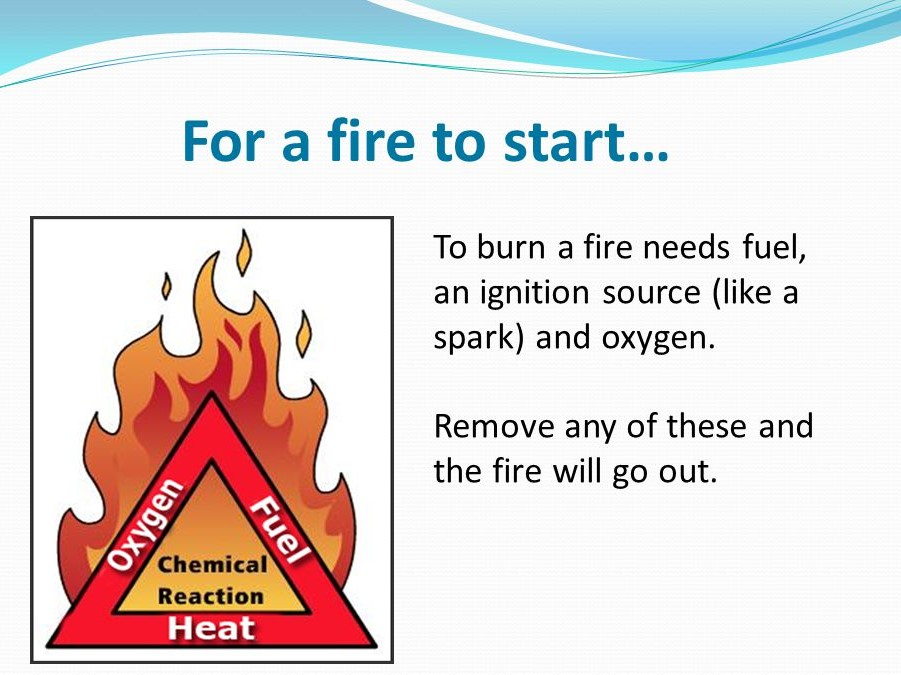 For a fire to start…
To burn a fire needs fuel,
an ignition source (like a
spark) and oxygen.
Remove any of these and
the fire will go out.
Oxygen
Fuel
Chemical
Reaction
Heat